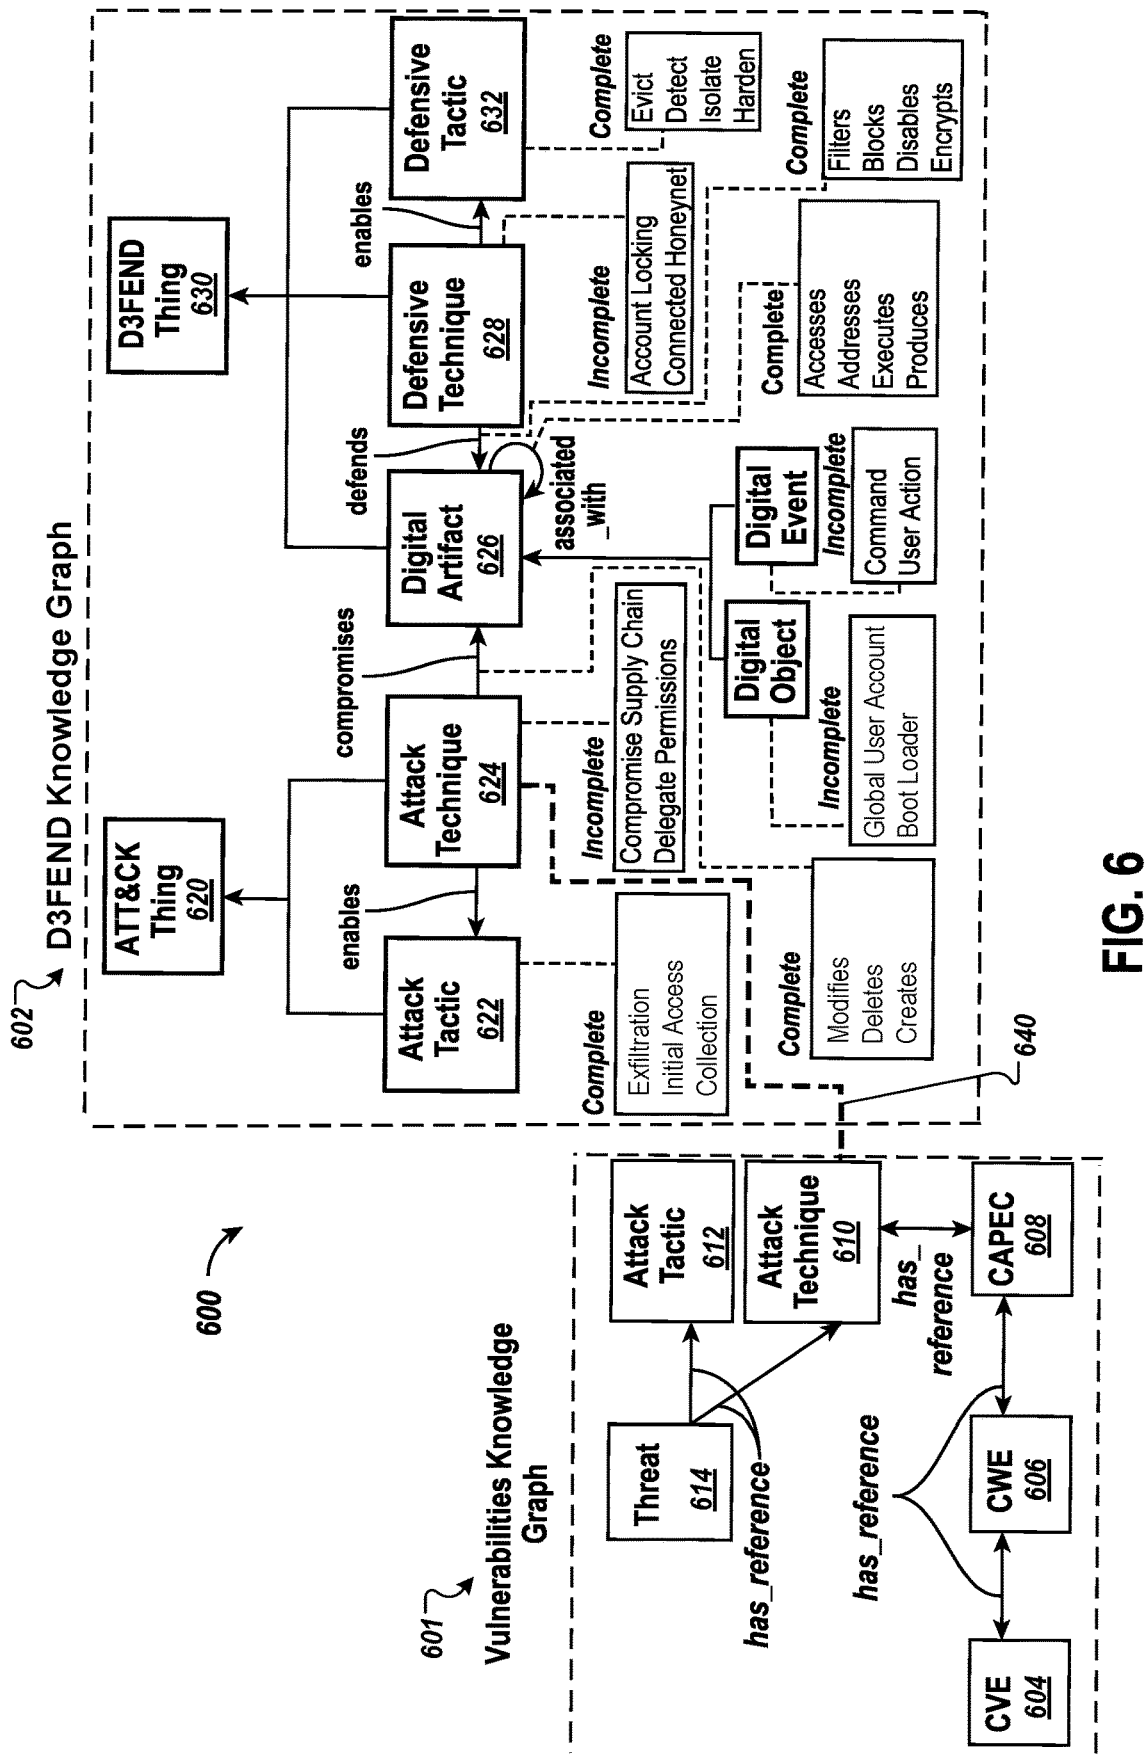 602
D3FEND Knowledge Graph
ATT&CK
Thing
620
D3FEND
Thing
630
enables
compromises
defends
enables
Attack
Tactic
622
Attack
Technique
624
Digital
Artifact
626
Defensive
Technique
628
Defensive
Tactic
632
associated
_with
Complete
Exfiltration
Initial Access
Collection
Incomplete
Compromise Supply Chain
Delegate Permissions
Incomplete
Account Locking
Connected Honeynet
Complete
Evict
Detect
Isolate
Harden
Digital
Object
Digital
Event
Complete
Modifies
Deletes
Creates
Incomplete
Global User Account
Boot Loader
Incomplete
Command
User Action
Complete
Accesses
Addresses
Executes
Produces
Complete
Filters
Blocks
Disables
Encrypts
600
640
601
Vulnerabilities Knowledge
Graph
Threat
614
Attack
Tactic
612
has_reference
Attack
Technique
610
has_reference
has_
reference
CVE
604
CWE
606
CAPEC
608
FIG. 6